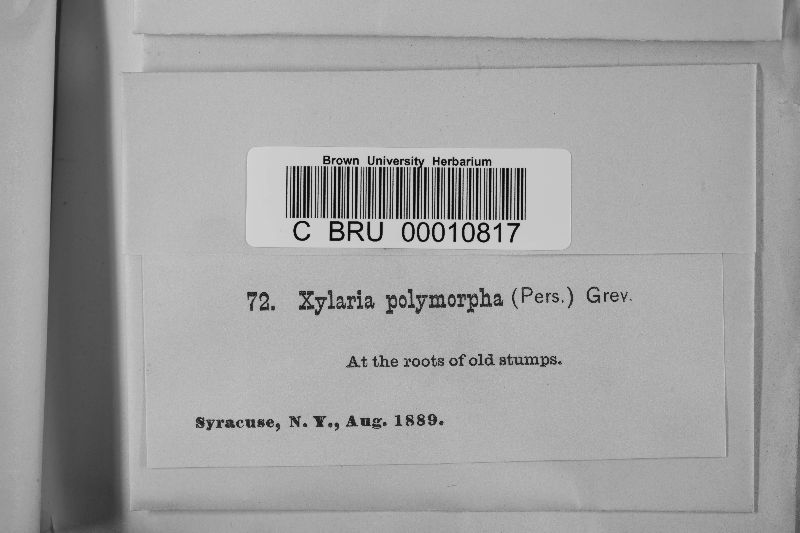 Brown University Herbarium
C BRU 00010817
72. Xylaria polymorpha (Pers.) Grev.
At the roots of old stumps.
Syracuse, N. Y., Aug. 1889.